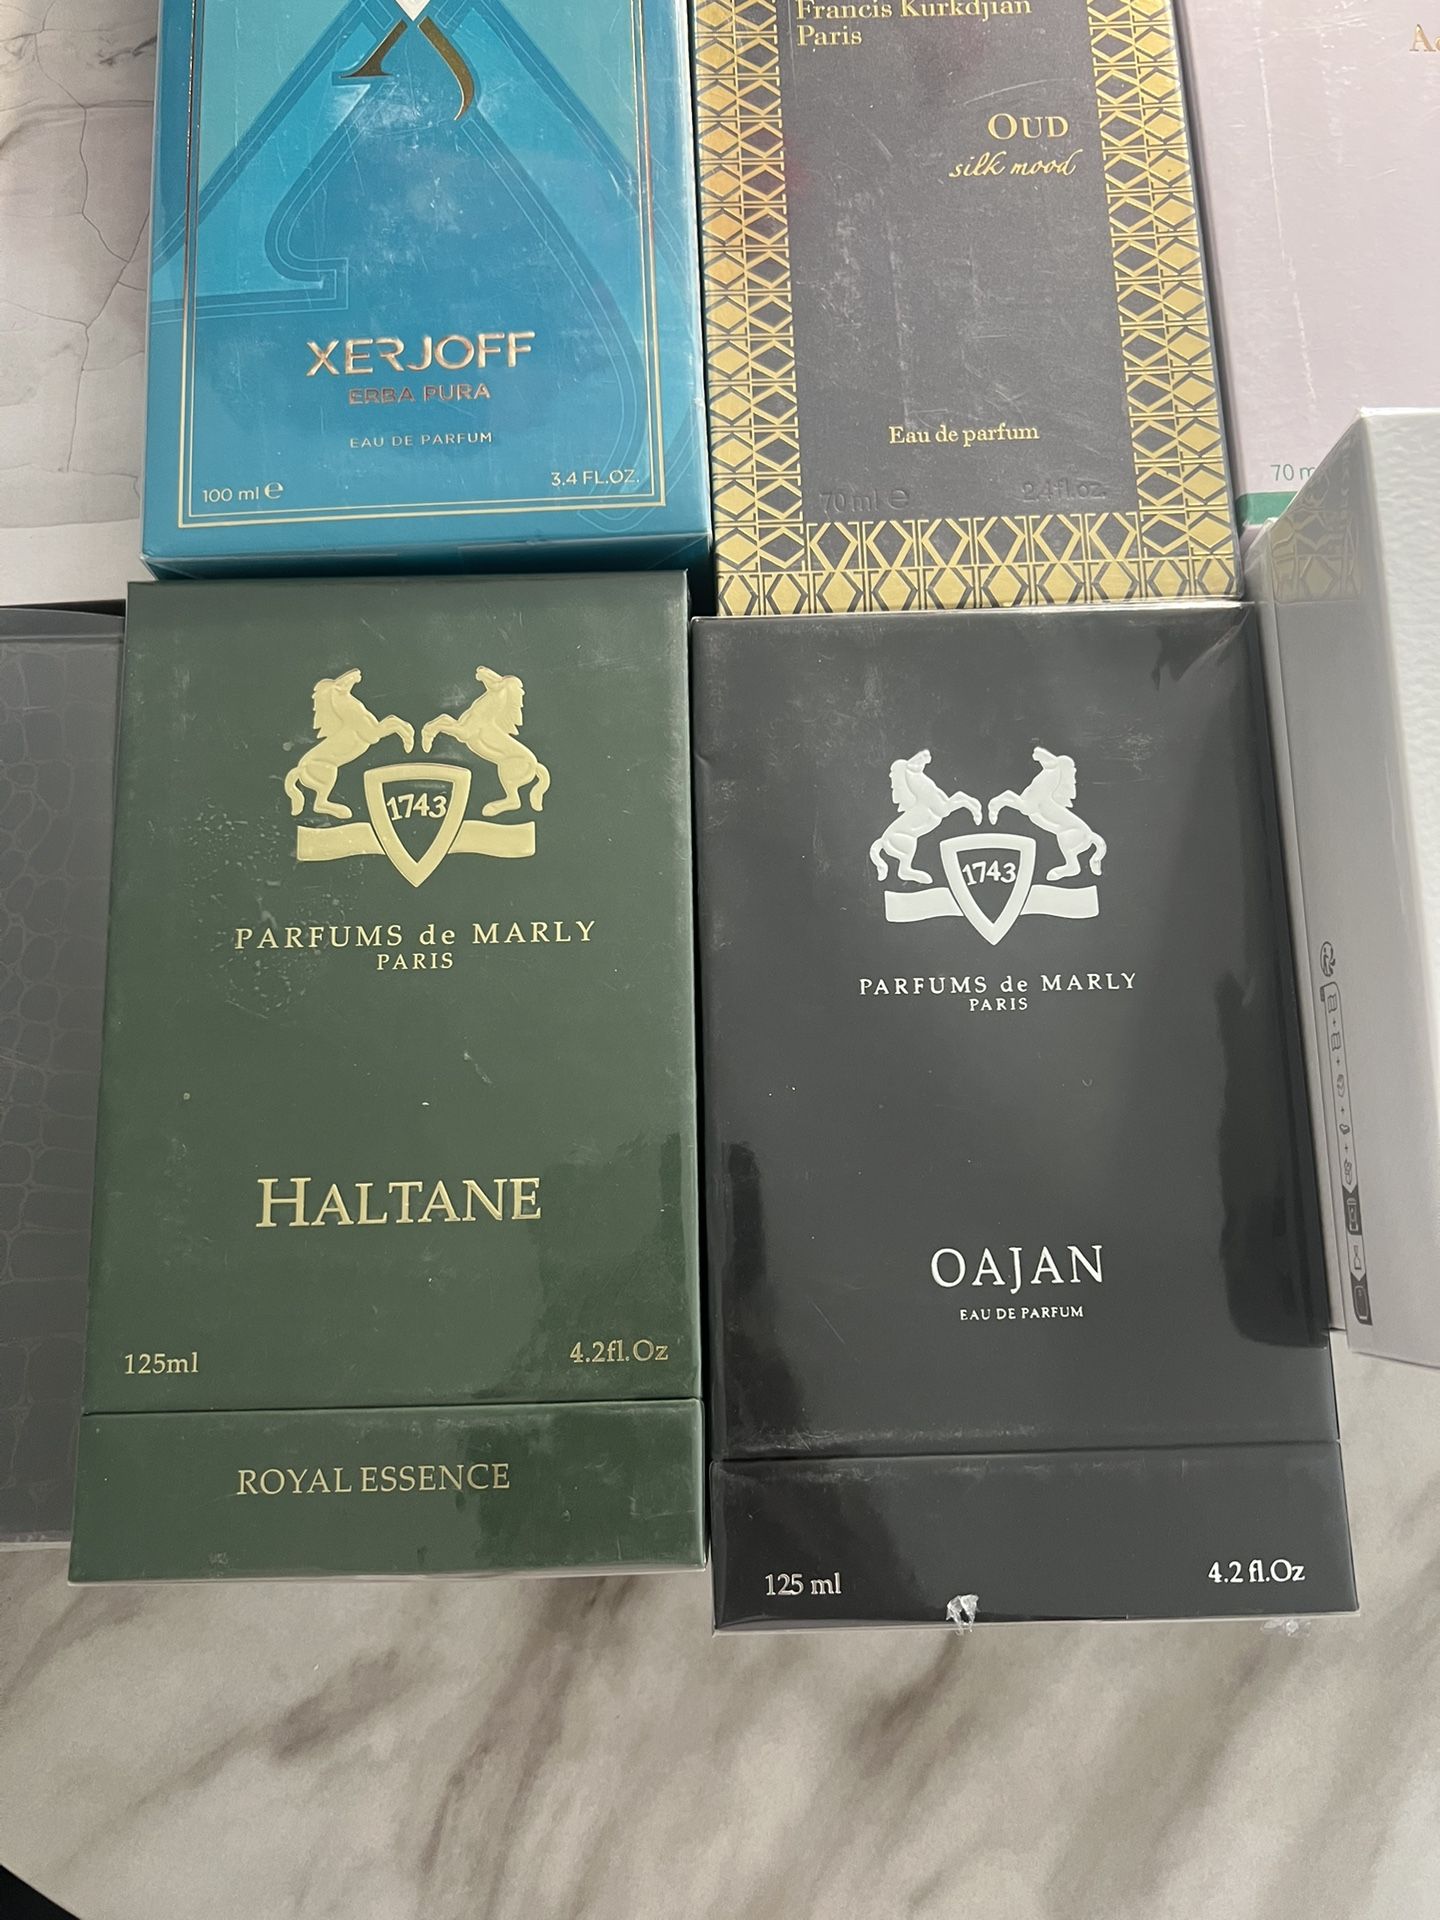 XERJOFF
ERBA PURA
EAU DE PARFUM
100 ml ℮
3.4 FL.OZ.
Francis Kurkdjian
Paris
OUD
silk mood
Eau de parfum
70 ml ℮
2.4 fl.oz.
70 m
1743
PARFUMS de MARLY
PARIS
HALTANE
125ml
4.2fl.Oz
ROYAL ESSENCE
1743
PARFUMS de MARLY
PARIS
OAJAN
EAU DE PARFUM
125 ml
4.2 fl.Oz